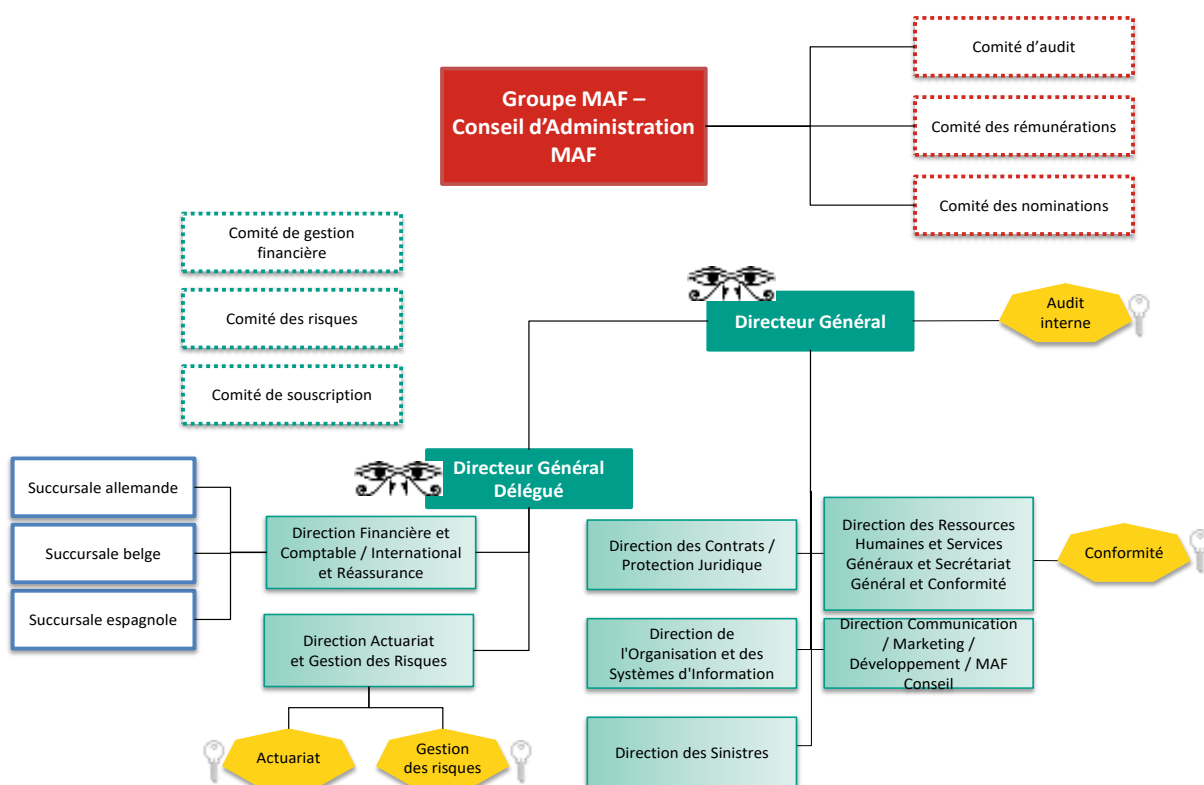 Groupe MAF –
Conseil d'Administration
MAF
Comité d'audit
Comité des rémunérations
Comité des nominations
Comité de gestion
financière
Comité des risques
Comité de souscription
Directeur Général
Audit
interne
Directeur Général
Délégué
Succursale allemande
Succursale belge
Succursale espagnole
Direction Financière et
Comptable / International
et Réassurance
Direction des Contrats /
Protection Juridique
Direction des Ressources
Humaines et Services
Généraux et Secrétariat
Général et Conformité
Conformité
Direction Actuariat
et Gestion des Risques
Direction de
l'Organisation et des
Systèmes d'Information
Direction Communication
/ Marketing /
Développement / MAF
Conseil
Actuariat
Gestion
des risques
Direction des Sinistres